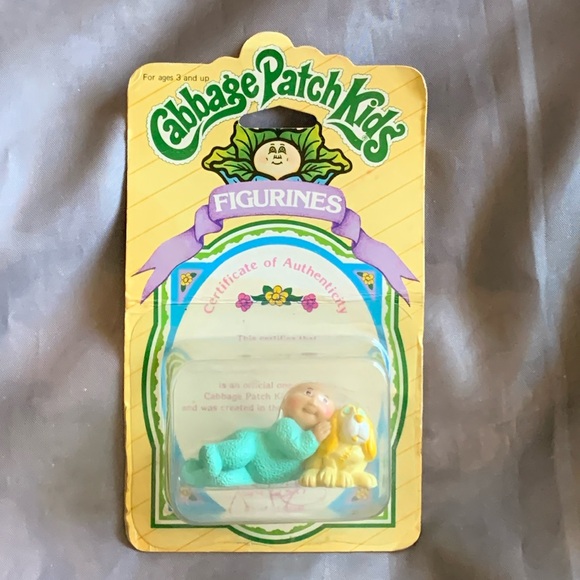 For ages 3 and up
Cabbage Patch Kids
FIGURINES
Certificate of Authenticity
This certifies that
is an official
Cabbage Patch
and was created in the